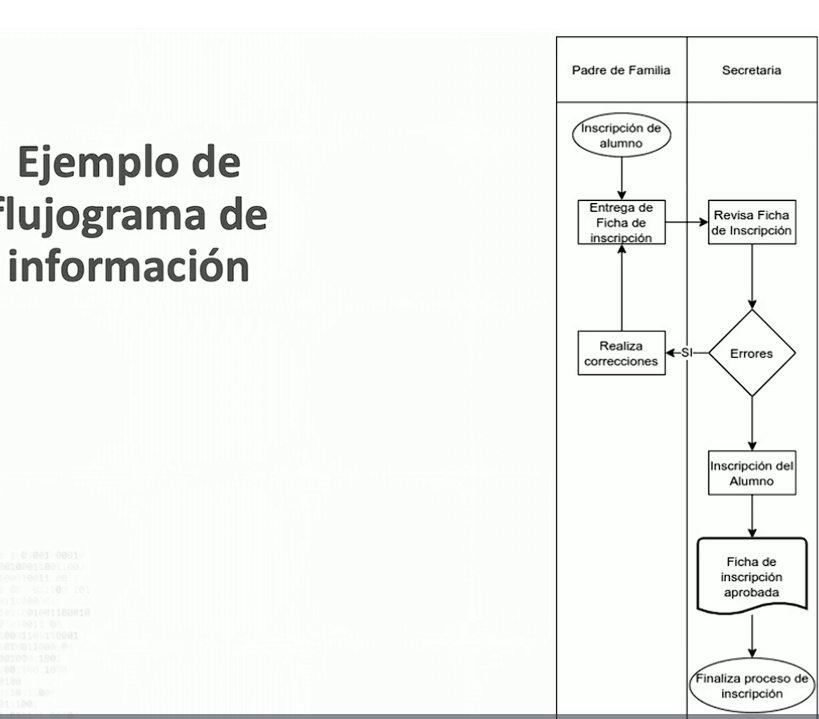 Ejemplo de
flujograma de
información
Padre de Familia
Secretaria
Inscripción de
alumno
Entrega de
Ficha de
inscripción
Revisa Ficha
de Inscripción
Realiza
correcciones
SI
Errores
Inscripción del
Alumno
Ficha de
inscripción
aprobada
Finaliza proceso de
inscripción